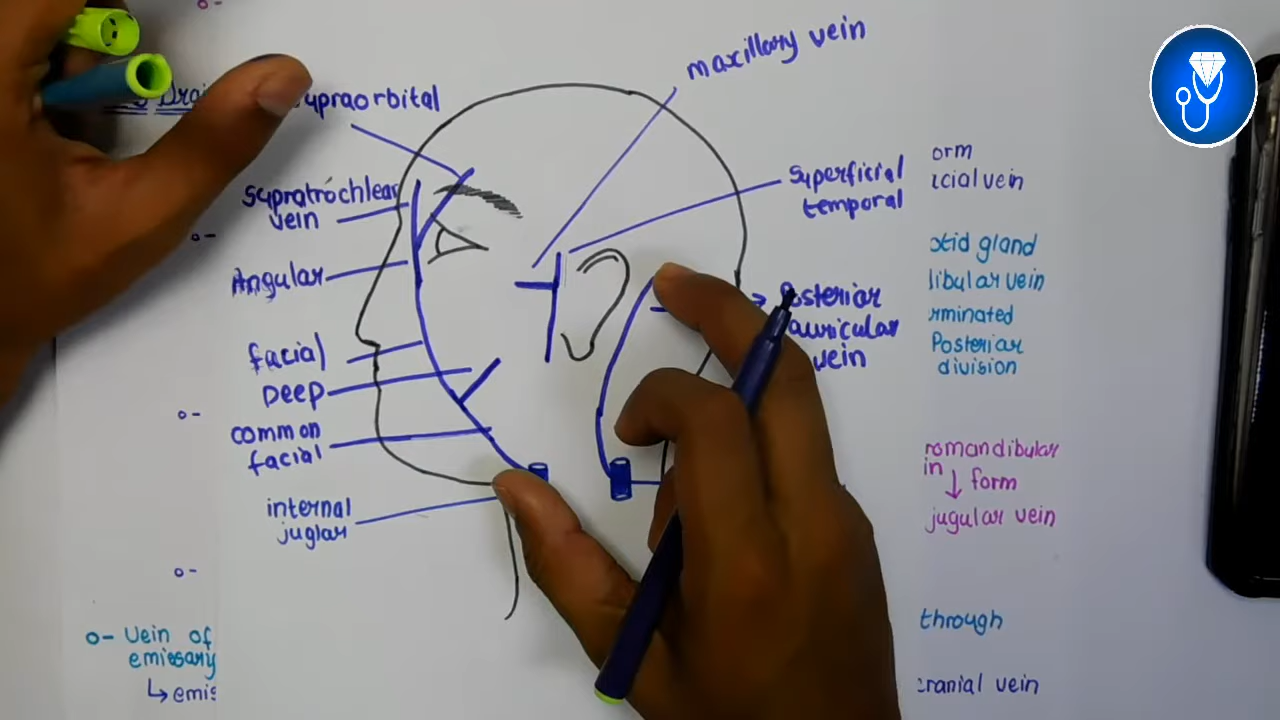 maxillary vein
supraorbital
supratrochlear
vein
Angular
facial
Deep
common
facial
internal
juglar
superficial
temporal
Posterior
auricular
vein
orm
icial vein
otid gland
libular vein
rminated
Posterior
division
romandibular
in
form
jugular vein
through
cranial vein
o- Vein of
emissary
↳ emis